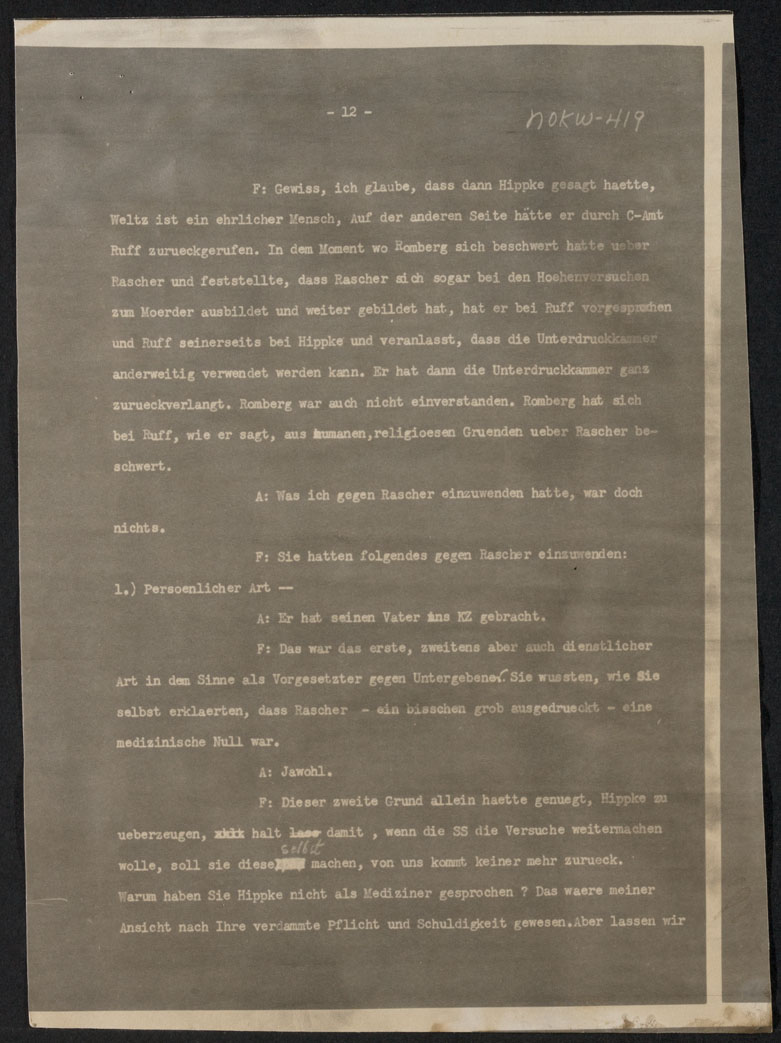 - 12 -
NOKW-419
F: Gewiss, ich glaube, dass dann Hippke gesagt haette,
Weltz ist ein ehrlicher Mensch, Auf der anderen Seite hätte er durch C-Amt
Ruff zurueckgerufen. In dem Moment wo Romberg sich beschwert hatte ueber
Rascher und feststellte, dass Rascher sich sogar bei den Hoehenversuchen
zum Moerder ausbildet und weiter gebildet hat, hat er bei Ruff vorgesprochen
und Ruff seinerseits bei Hippke und veranlasst, dass die Unterdruckkammer
anderweitig verwendet werden kann. Er hat dann die Unterdruckkammer ganz
zurueckverlangt. Romberg war auch nicht einverstanden. Romberg hat sich
bei Ruff, wie er sagt, aus humanen,religioesen Gruenden ueber Rascher be-
schwert.
A: Was ich gegen Rascher einzuwenden hatte, war doch
nichts.
F: Sie hatten folgendes gegen Rascher einzuwenden:
1.) Persoenlicher Art --
A: Er hat seinen Vater ins KZ gebracht.
F: Das war das erste, zweitens aber auch dienstlicher
Art in dem Sinne als Vorgesetzter gegen Untergebenen. Sie wussten, wie Sie
selbst erklaerten, dass Rascher - ein bisschen grob ausgedrueckt - eine
medizinische Null war.
A: Jawohl.
F: Dieser zweite Grund allein haette genuegt, Hippke zu
ueberzeugen, halt lass damit , wenn die SS die Versuche weitermachen
wolle, soll sie diese selbst machen, von uns kommt keiner mehr zurueck.
Warum haben Sie Hippke nicht als Mediziner gesprochen ? Das waere meiner
Ansicht nach Ihre verdammte Pflicht und Schuldigkeit gewesen.Aber lassen wir